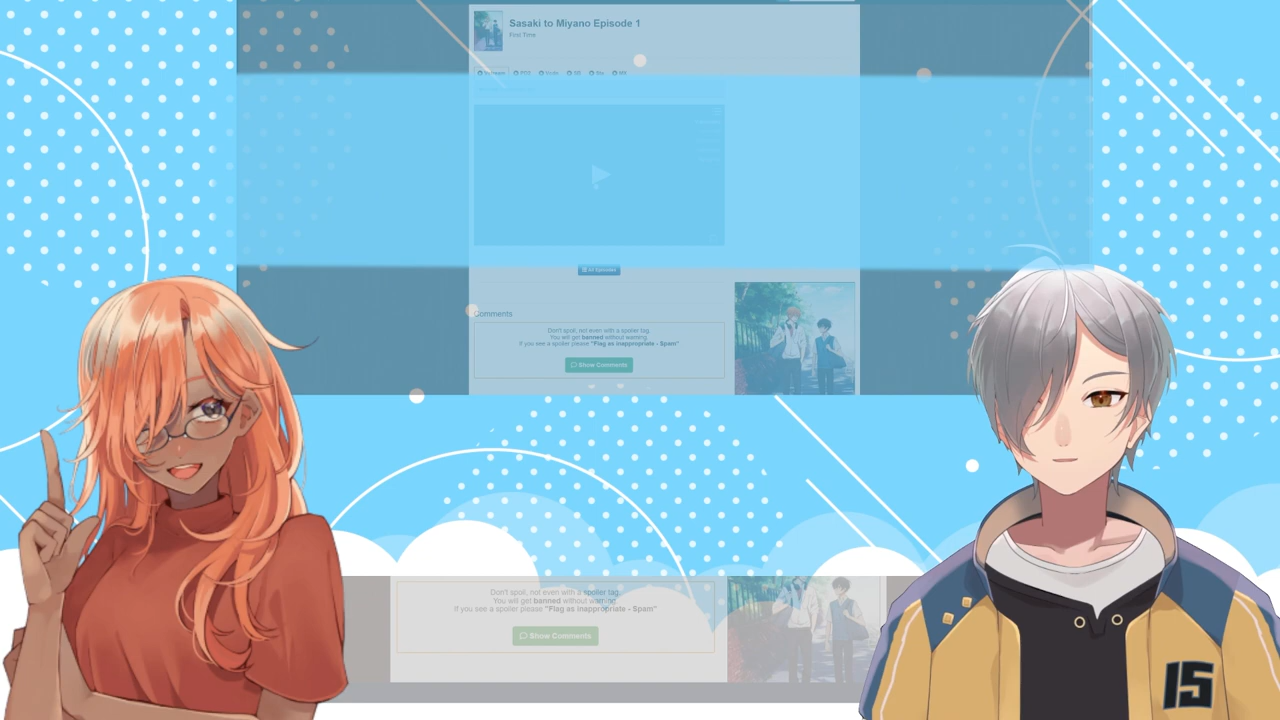 Sasaki to Miyano Episode 1
First Time
All Episodes
Comments
Don't spoil, not even with a spoiler tag.
You will get banned without warning.
If you see a spoiler please "Flag as inappropriate - Spam"
Show Comments
Don't spoil, not even with a spoiler tag.
You will get banned without warning.
If you see a spoiler please "Flag as inappropriate - Spam"
Show Comments
15